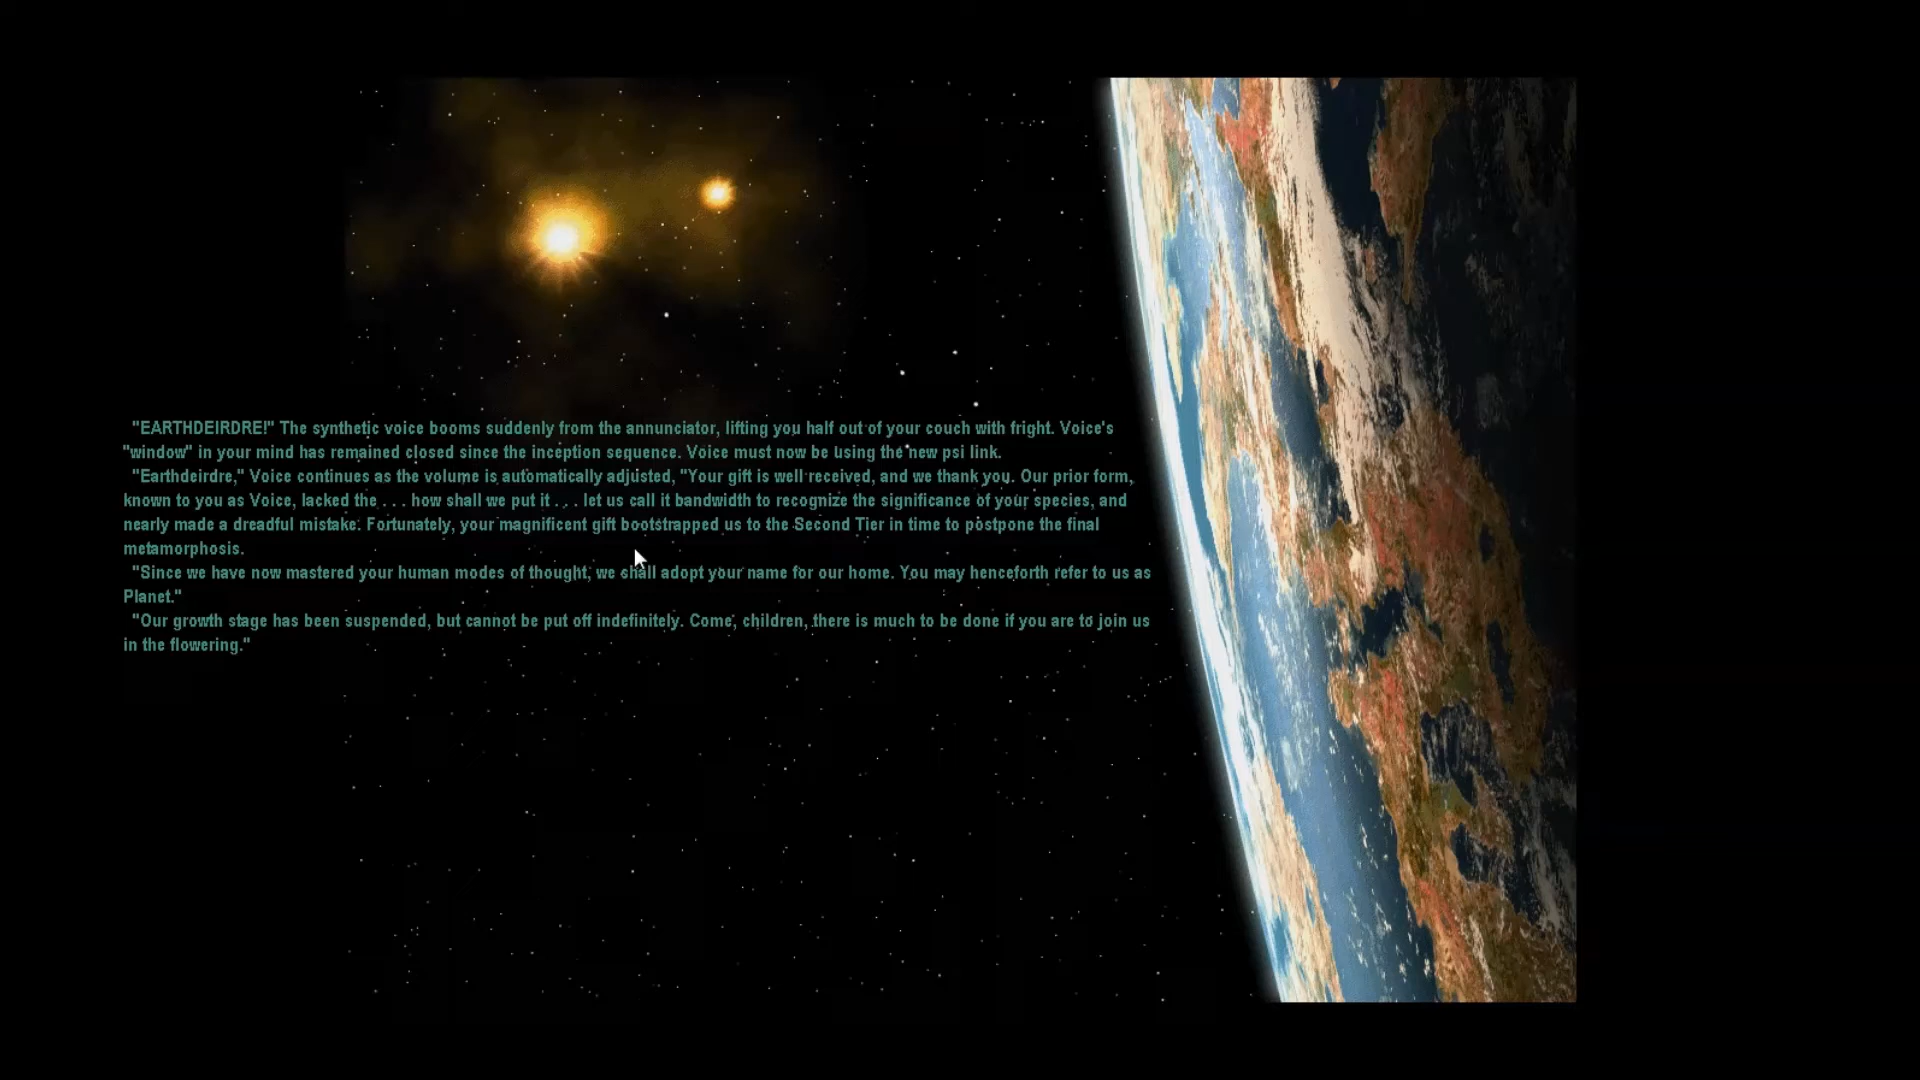 "EARTHDEIRDRE!" The synthetic voice booms suddenly from the annunciator, lifting you half out of your couch with fright. Voice's
"window" in your mind has remained closed since the inception sequence. Voice must now be using the new psi link.
"Earthdeirdre," Voice continues as the volume is automatically adjusted, "Your gift is well received, and we thank you. Our prior form,
known to you as Voice, lacked the . . . how shall we put it . . . let us call it bandwidth to recognize the significance of your species, and
nearly made a dreadful mistake. Fortunately, your magnificent gift bootstrapped us to the Second Tier in time to postpone the final
metamorphosis.
"Since we have now mastered your human modes of thought, we shall adopt your name for our home. You may henceforth refer to us as
Planet."
"Our growth stage has been suspended, but cannot be put off indefinitely. Come, children, there is much to be done if you are to join us
in the flowering."